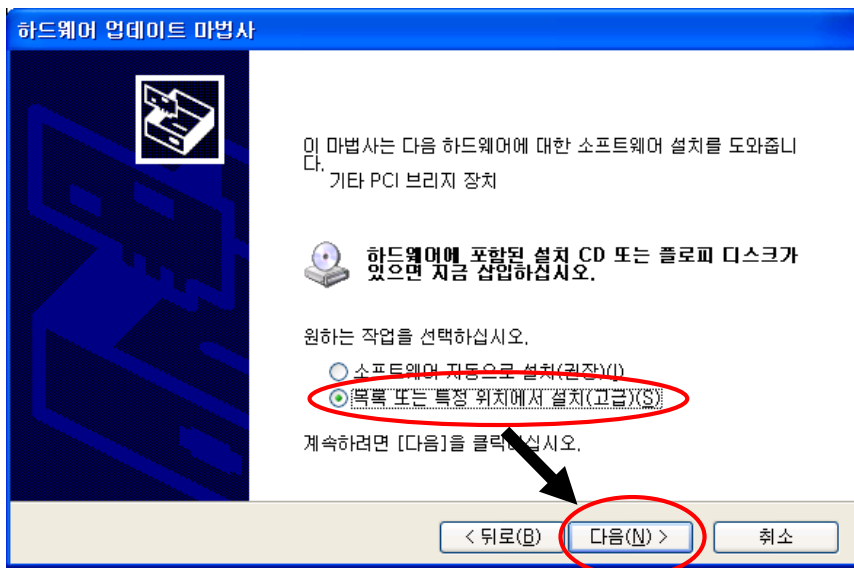 하드웨어 업데이트 마법사
이 마법사는 다음 하드웨어에 대한 소프트웨어 설치를 도와줍니
다.
기타 PCI 브리지 장치
하드웨어에 포함된 설치 CD 또는 플로피 디스크가
있으면 지금 삽입하십시오.
원하는 작업을 선택하십시오.
소프트웨어 자동으로 설치(권장)(I)
목록 또는 특정 위치에서 설치(고급)(S)
계속하려면 [다음]을 클릭하십시오.
< 뒤로(B) 다음(N) > 취소